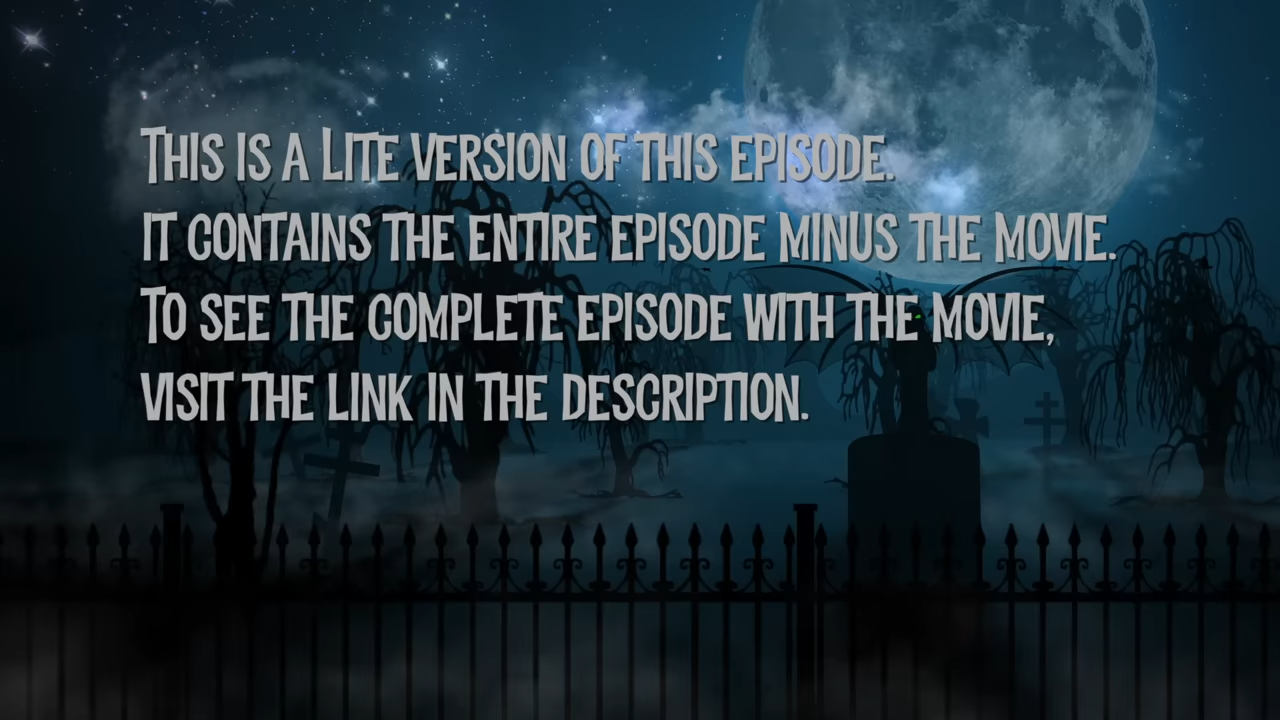 This is a Lite version of this episode.
It contains the entire episode minus the movie.
To see the complete episode with the movie,
visit the link in the description.